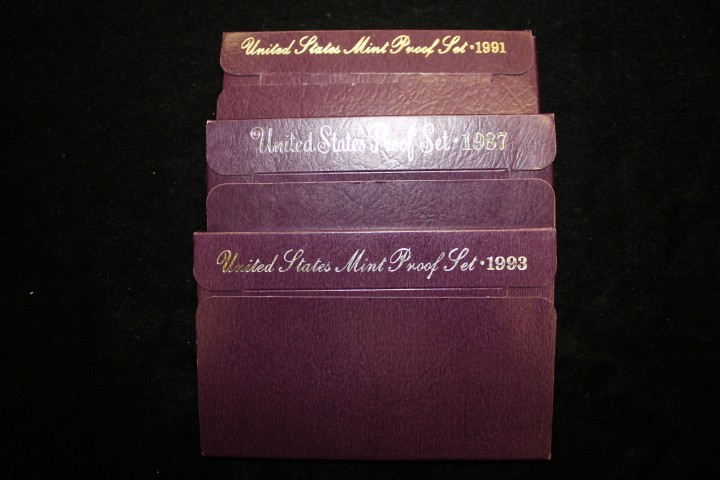 United States Mint Proof Set · 1991
United States Proof Set · 1987
United States Mint Proof Set · 1993